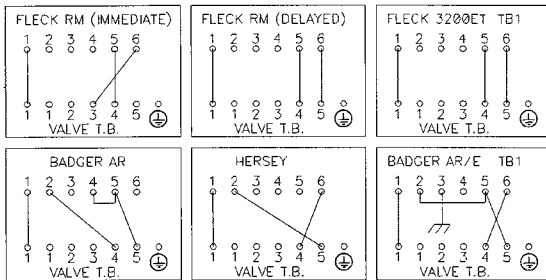 FLECK RM (IMMEDIATE)
1 2 3 4 5 6
1 1 2 3 4 5
VALVE T.B.
FLECK RM (DELAYED)
1 2 3 4 5 6
1 1 2 3 4 5
VALVE T.B.
FLECK 3200ET TB1
1 2 3 4 5 6
1 1 2 3 4 5
VALVE T.B.
BADGER AR
1 2 3 4 5 6
1 1 2 3 4 5
VALVE T.B.
HERSEY
1 2 3 4 5 6
1 1 2 3 4 5
VALVE T.B.
BADGER AR/E TB1
1 2 3 4 5 6
1 1 2 3 4 5
VALVE T.B.